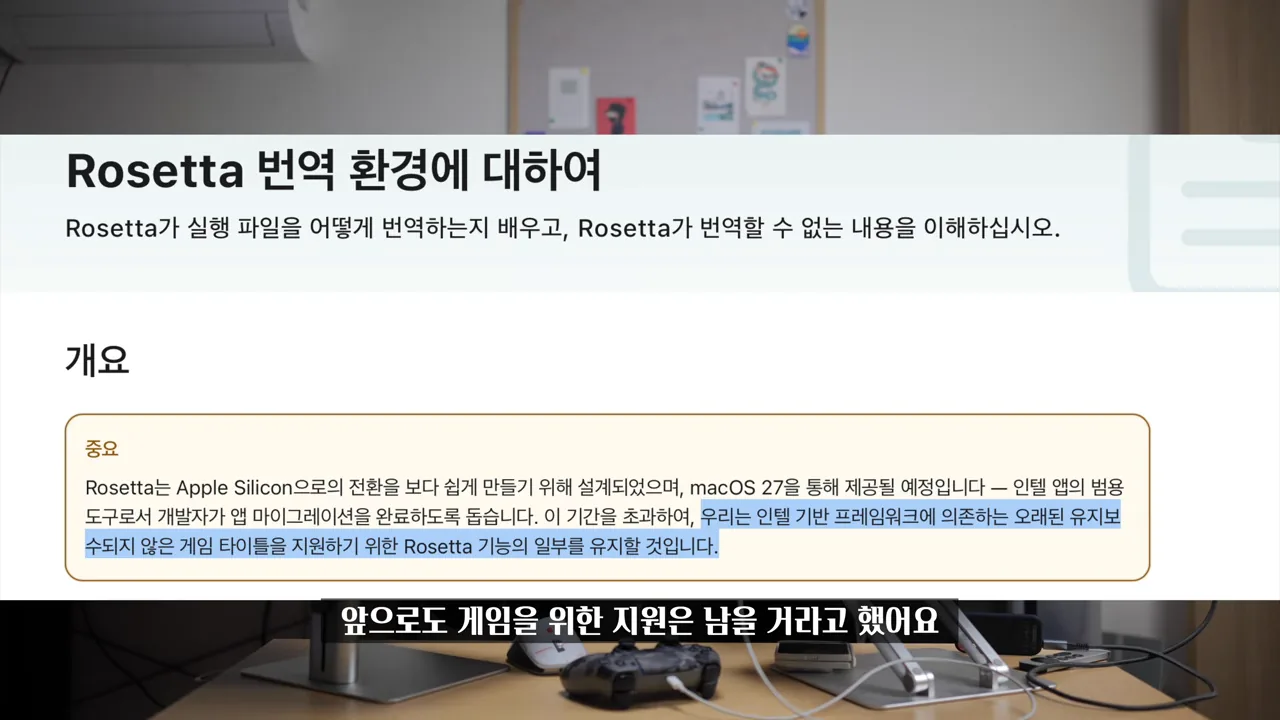 Rosetta 번역 환경에 대하여
Rosetta가 실행 파일을 어떻게 번역하는지 배우고, Rosetta가 번역할 수 없는 내용을 이해하십시오.
개요
중요
Rosetta는 Apple Silicon으로의 전환을 보다 쉽게 만들기 위해 설계되었으며, macOS 27을 통해 제공될 예정입니다 — 인텔 앱의 범용
도구로서 개발자가 앱 마이그레이션을 완료하도록 돕습니다. 이 기간을 초과하여, 우리는 인텔 기반 프레임워크에 의존하는 오래된 유지보
수되지 않은 게임 타이틀을 지원하기 위한 Rosetta 기능의 일부를 유지할 것입니다.
앞으로도 게임을 위한 지원은 남을 거라고 했어요